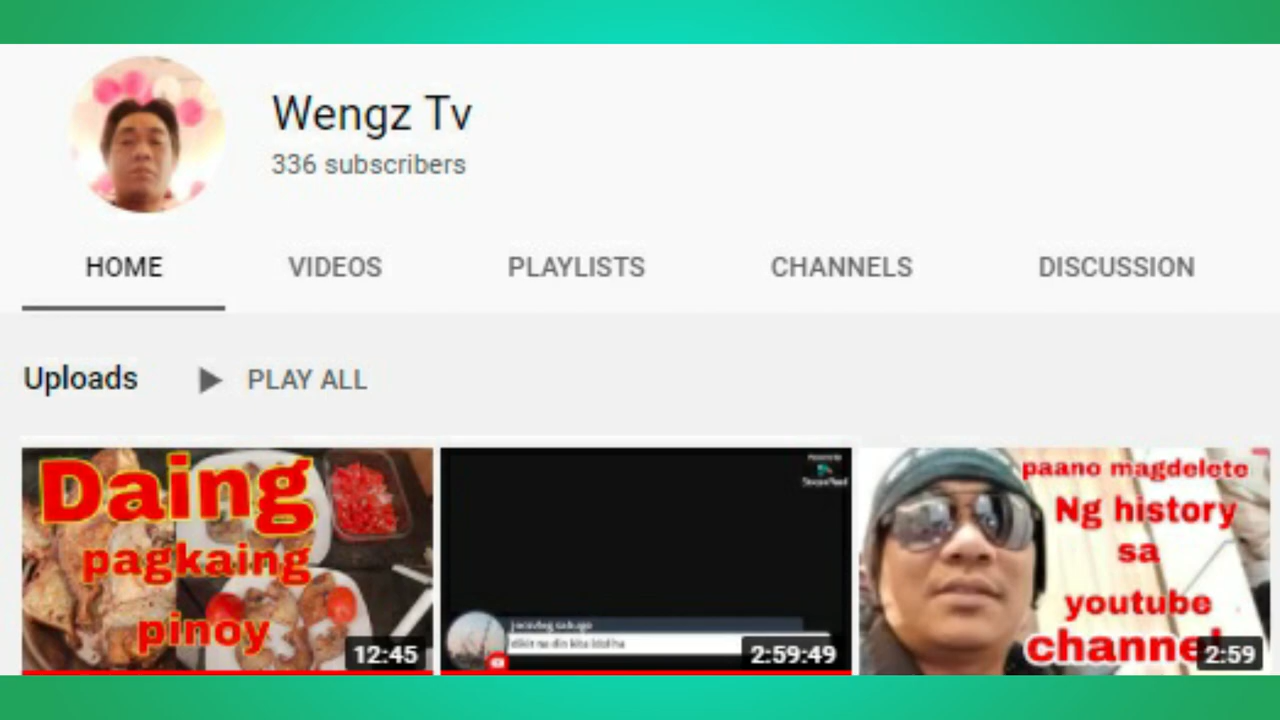 Wengz Tv
336 subscribers
HOME VIDEOS PLAYLISTS CHANNELS DISCUSSION
Uploads PLAY ALL
Daing
pagkaing
pinoy
12:45
2:59:49
paano magdelete
Ng history
sa
youtube
channel
2:59